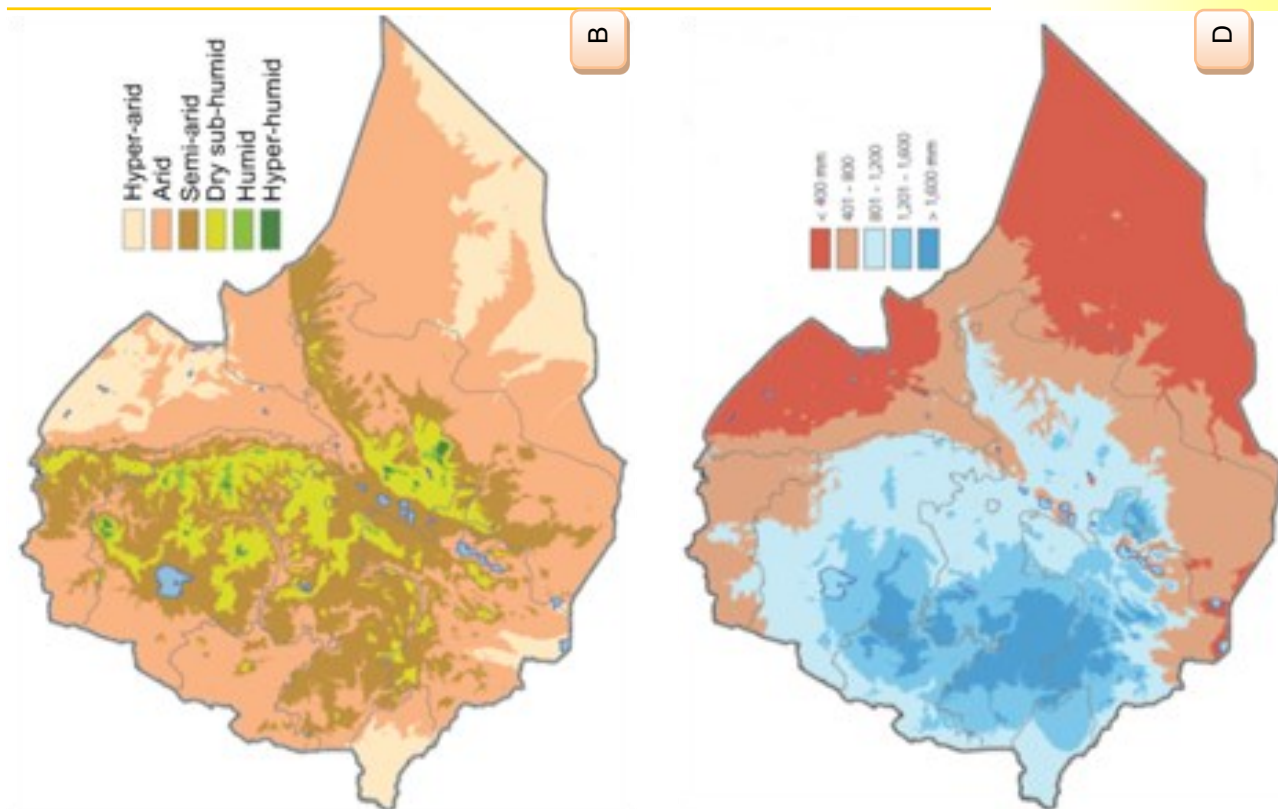 B
Hyper-arid
Arid
Semi-arid
Dry sub-humid
Humid
Hyper-humid
D
< 400 mm
401 - 800
801 - 1,200
1,201 - 1,600
> 1,600 mm